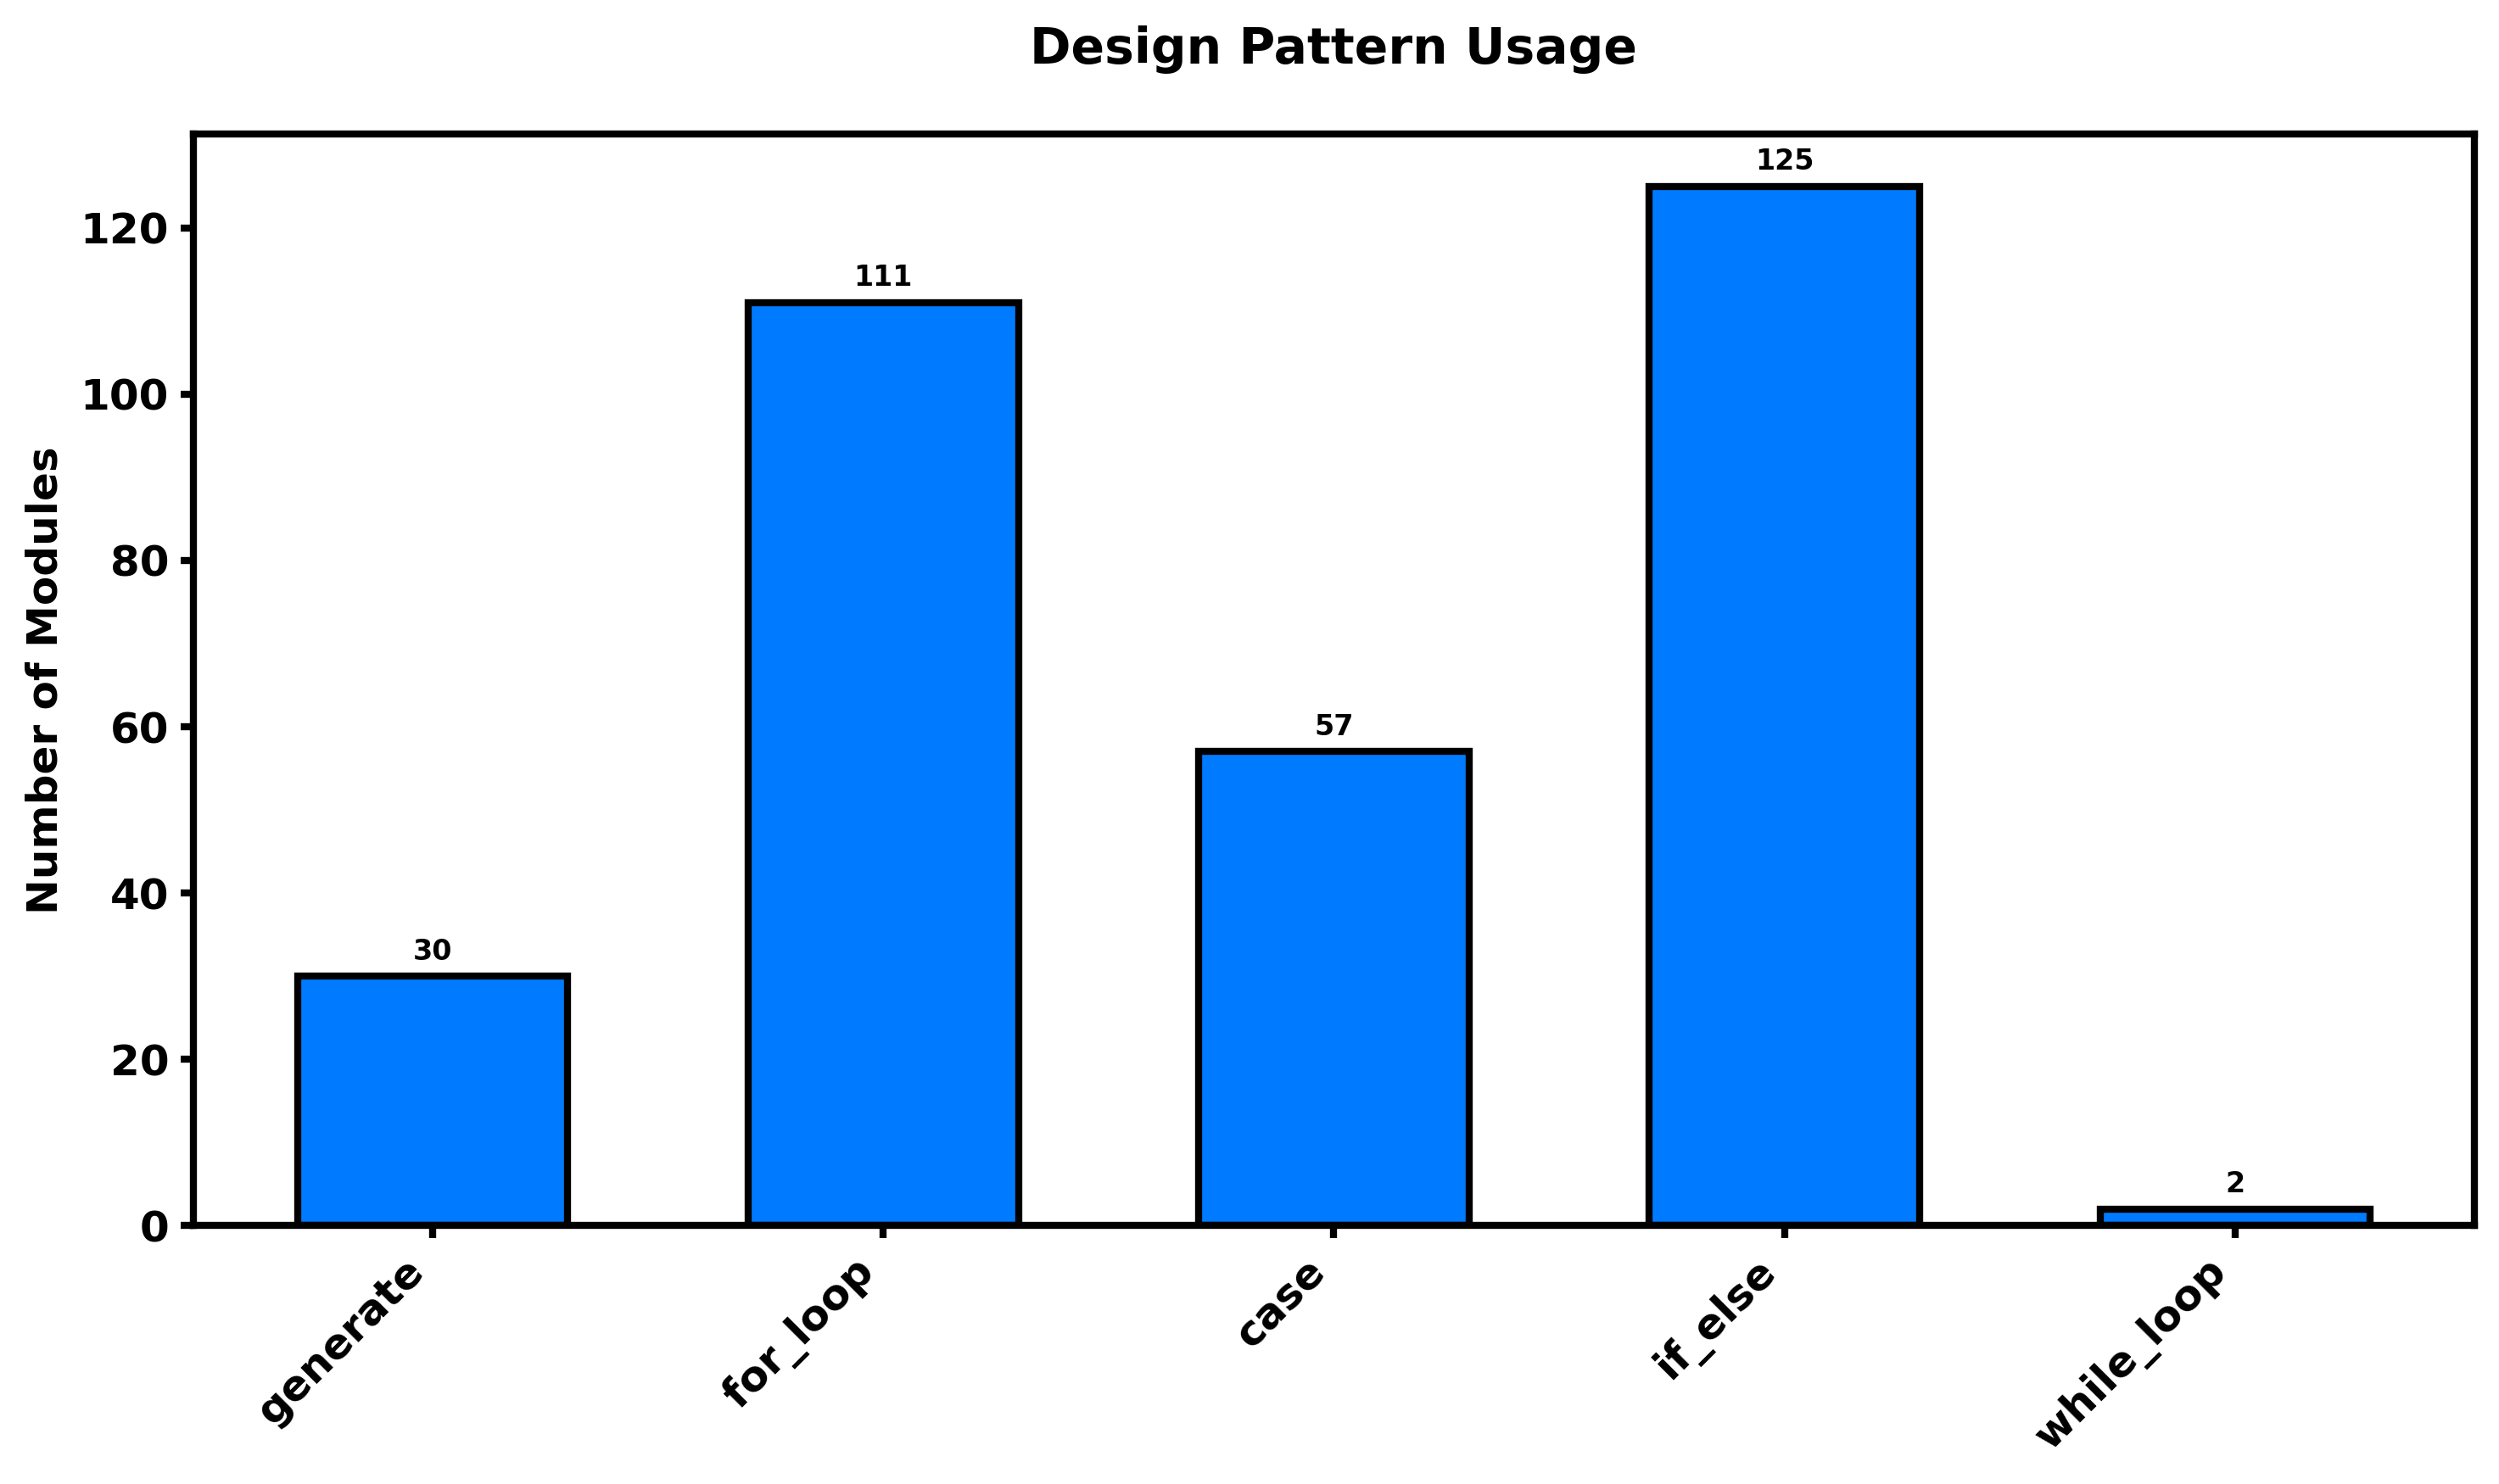 Design Pattern Usage
Number of Modules
120
100
80
60
40
20
0
30
111
57
125
2
generate
for_loop
case
if_else
while_loop